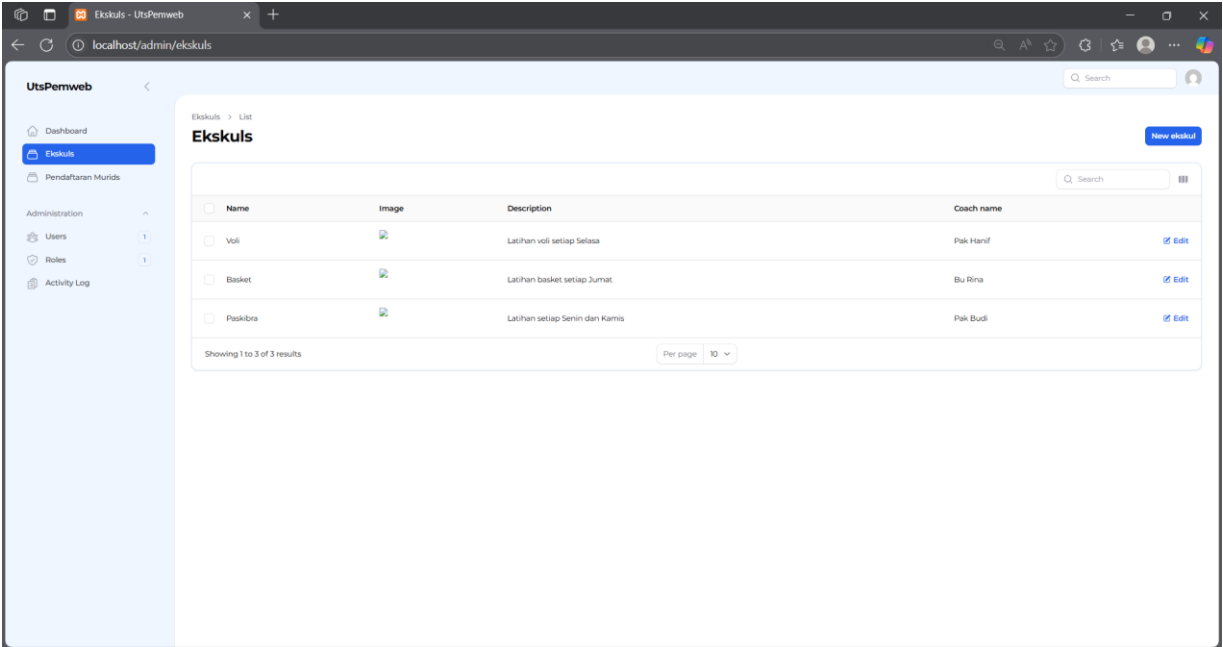 Ekskuls - UtsPemweb
localhost/admin/ekskuls
UtsPemweb
Search
Dashboard
Ekskuls
Pendaftaran Murids
Administration
Users 1
Roles 1
Activity Log
Ekskuls > List
Ekskuls
New ekskul
Search
Name Image Description Coach name
Voli Latihan voli setiap Selasa Pak Hanif Edit
Basket Latihan basket setiap Jumat Bu Rina Edit
Paskibra Latihan setiap Senin dan Kamis Pak Budi Edit
Showing 1 to 3 of 3 results Per page 10